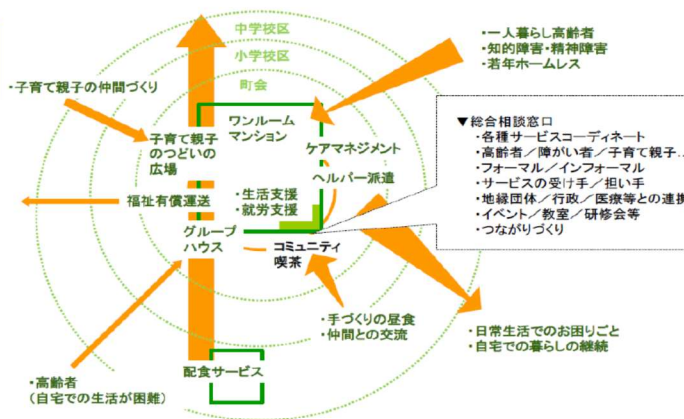 中学校区
小学校区
町会
・一人暮らし高齢者
・知的障害・精神障害
・若年ホームレス
・子育て親子の仲間づくり
ワンルーム
マンション
子育て親子
のつどいの
広場
ケアマネジメント
ヘルパー派遣
福祉有償運送
・生活支援
・就労支援
グループ
ハウス
コミュニティ
喫茶
▼総合相談窓口
・各種サービスコーディネート
・高齢者／障がい者／子育て親子…
・フォーマル／インフォーマル
・サービスの受け手／担い手
・地縁団体／行政／医療等との連携
・イベント／教室／研修会等
・つながりづくり
・手づくりの昼食
・仲間との交流
・日常生活でのお困りごと
・自宅での暮らしの継続
配食サービス
・高齢者
（自宅での生活が困難）